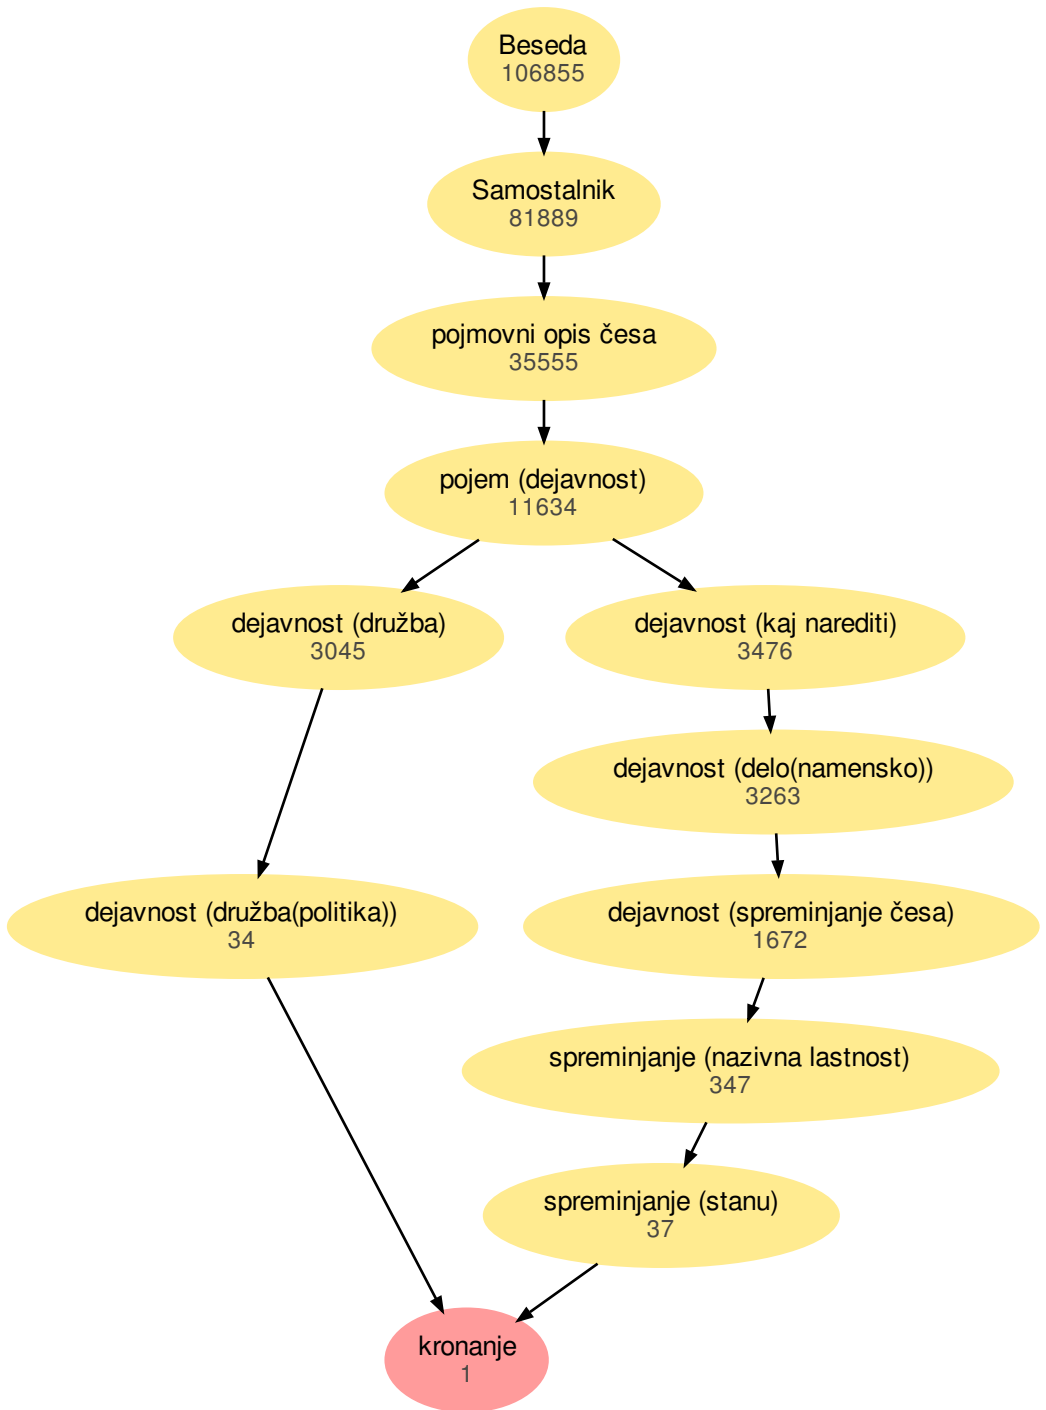 Beseda
106855
Samostalnik
81889
pojmovni opis česa
35555
pojem (dejavnost)
11634
dejavnost (družba)
3045
dejavnost (kaj narediti)
3476
dejavnost (delo(namensko))
3263
dejavnost (družba(politika))
34
dejavnost (spreminjanje česa)
1672
spreminjanje (nazivna lastnost)
347
spreminjanje (stanu)
37
kronanje
1